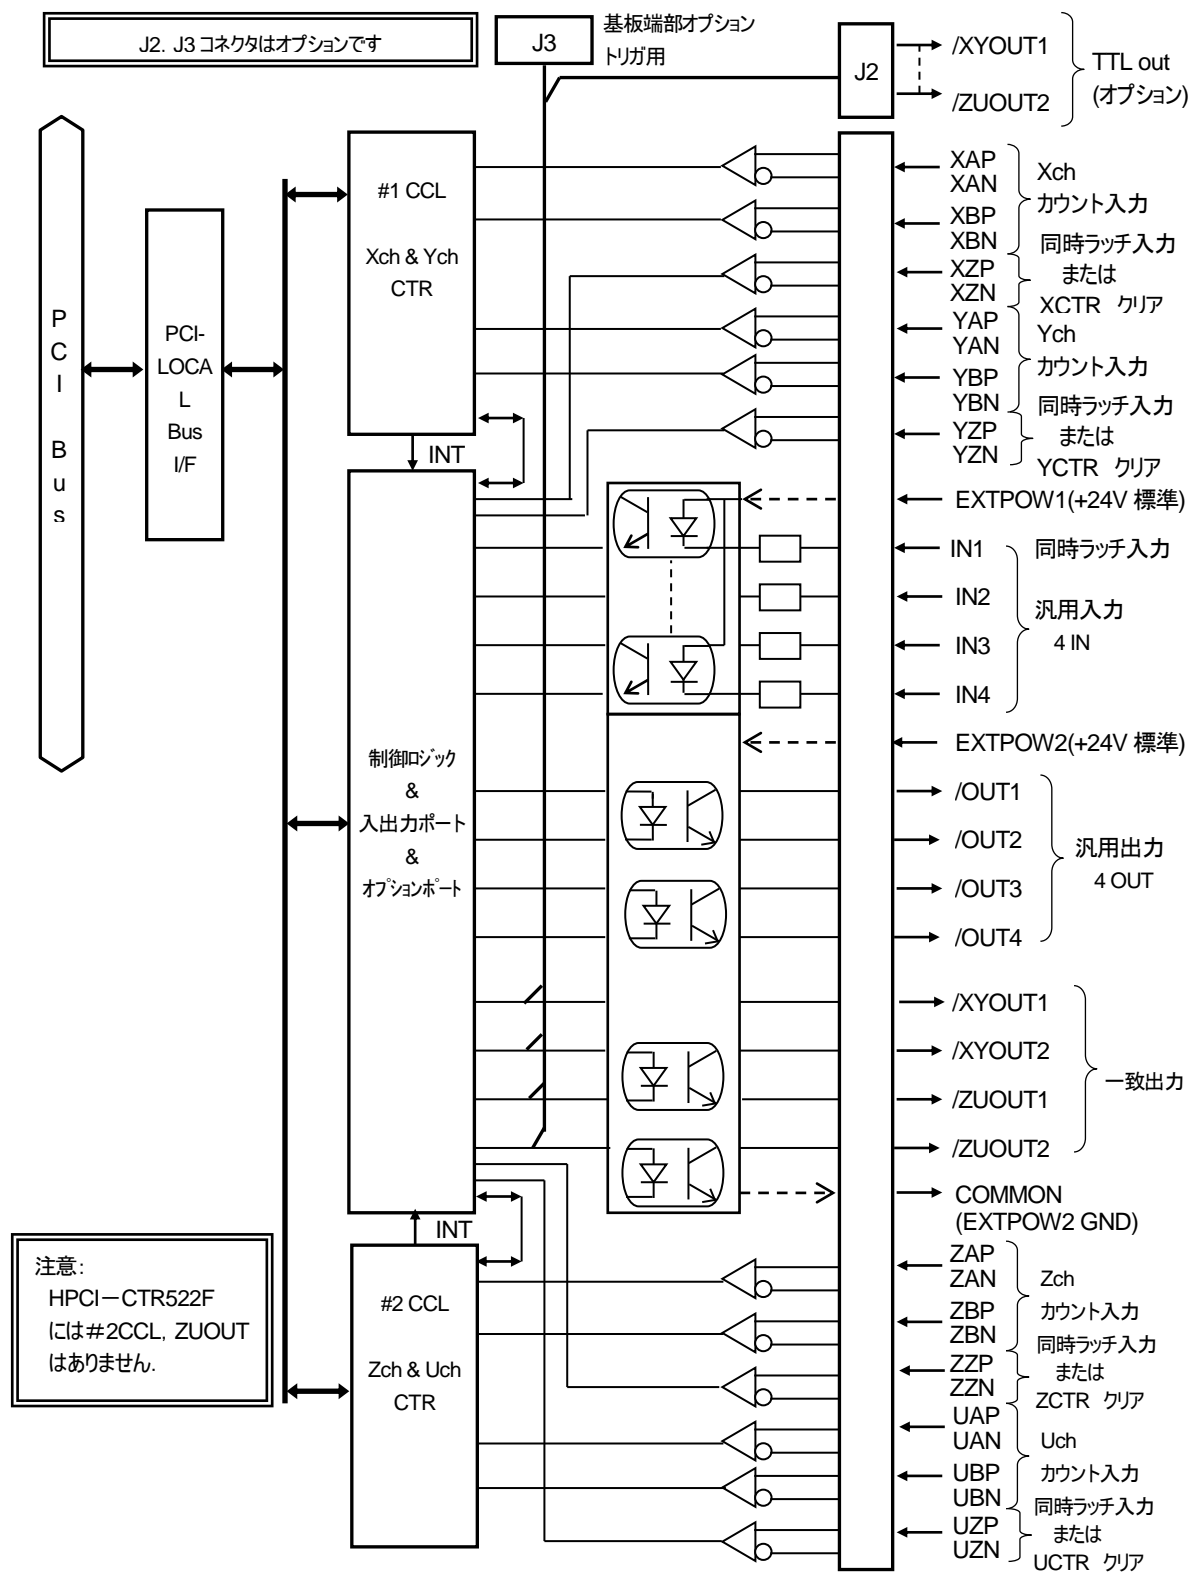 J2．J3 コネクタはオプションです
J3
基板端部オプション
トリガ用
J2
/XYOUT1
/ZUOUT2
TTL out
(オプション)
PCI Bus
PCI-
LOCA
L
Bus
I/F
#1 CCL
Xch & Ych
CTR
INT
XAP
XAN
XBP
XBN
Xch
カウント入力
XZP
XZN
同時ラッチ入力
または
XCTR クリア
YAP
YAN
YBP
YBN
Ych
カウント入力
YZP
YZN
同時ラッチ入力
または
YCTR クリア
EXTPOW1(+24V 標準)
IN1
同時ラッチ入力
IN2
IN3
IN4
汎用入力
4 IN
EXTPOW2(+24V 標準)
制御ロジック
&
入出力ポート
&
オプションポート
/OUT1
/OUT2
/OUT3
/OUT4
汎用出力
4 OUT
/XYOUT1
/XYOUT2
/ZUOUT1
/ZUOUT2
一致出力
COMMON
(EXTPOW2 GND)
INT
#2 CCL
Zch & Uch
CTR
注意：
HPCI－CTR522F
には＃2CCL，ZUOUT
はありません．
ZAP
ZAN
ZBP
ZBN
Zch
カウント入力
ZZP
ZZN
同時ラッチ入力
または
ZCTR クリア
UAP
UAN
UBP
UBN
Uch
カウント入力
UZP
UZN
同時ラッチ入力
または
UCTR クリア